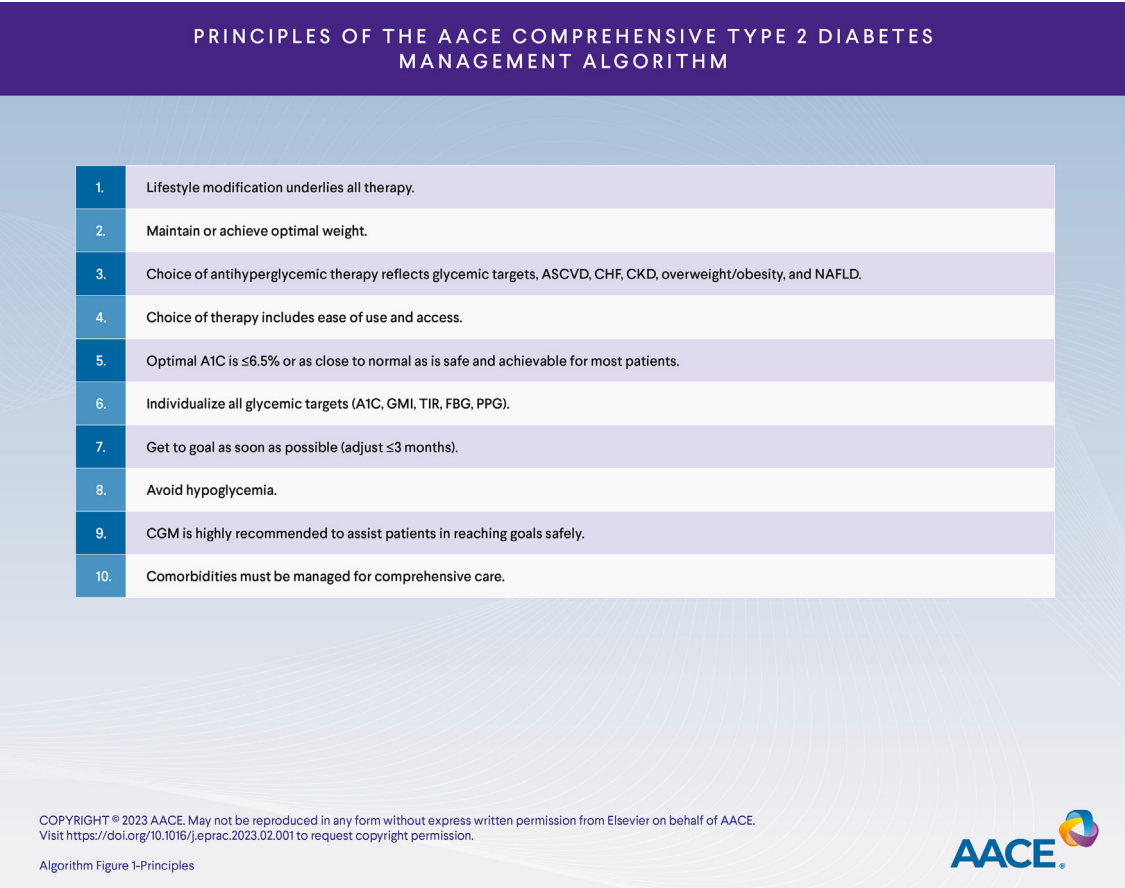 PRINCIPLES OF THE AACE COMPREHENSIVE TYPE 2 DIABETES
MANAGEMENT ALGORITHM
1. Lifestyle modification underlies all therapy.
2. Maintain or achieve optimal weight.
3. Choice of antihyperglycemic therapy reflects glycemic targets, ASCVD, CHF, CKD, overweight/obesity, and NAFLD.
4. Choice of therapy includes ease of use and access.
5. Optimal A1C is ≤6.5% or as close to normal as is safe and achievable for most patients.
6. Individualize all glycemic targets (A1C, GMI, TIR, FBG, PPG).
7. Get to goal as soon as possible (adjust ≤3 months).
8. Avoid hypoglycemia.
9. CGM is highly recommended to assist patients in reaching goals safely.
10. Comorbidities must be managed for comprehensive care.
COPYRIGHT © 2023 AACE. May not be reproduced in any form without express written permission from Elsevier on behalf of AACE.
Visit https://doi.org/10.1016/j.eprac.2023.02.001 to request copyright permission.
Algorithm Figure 1-Principles
AACE®